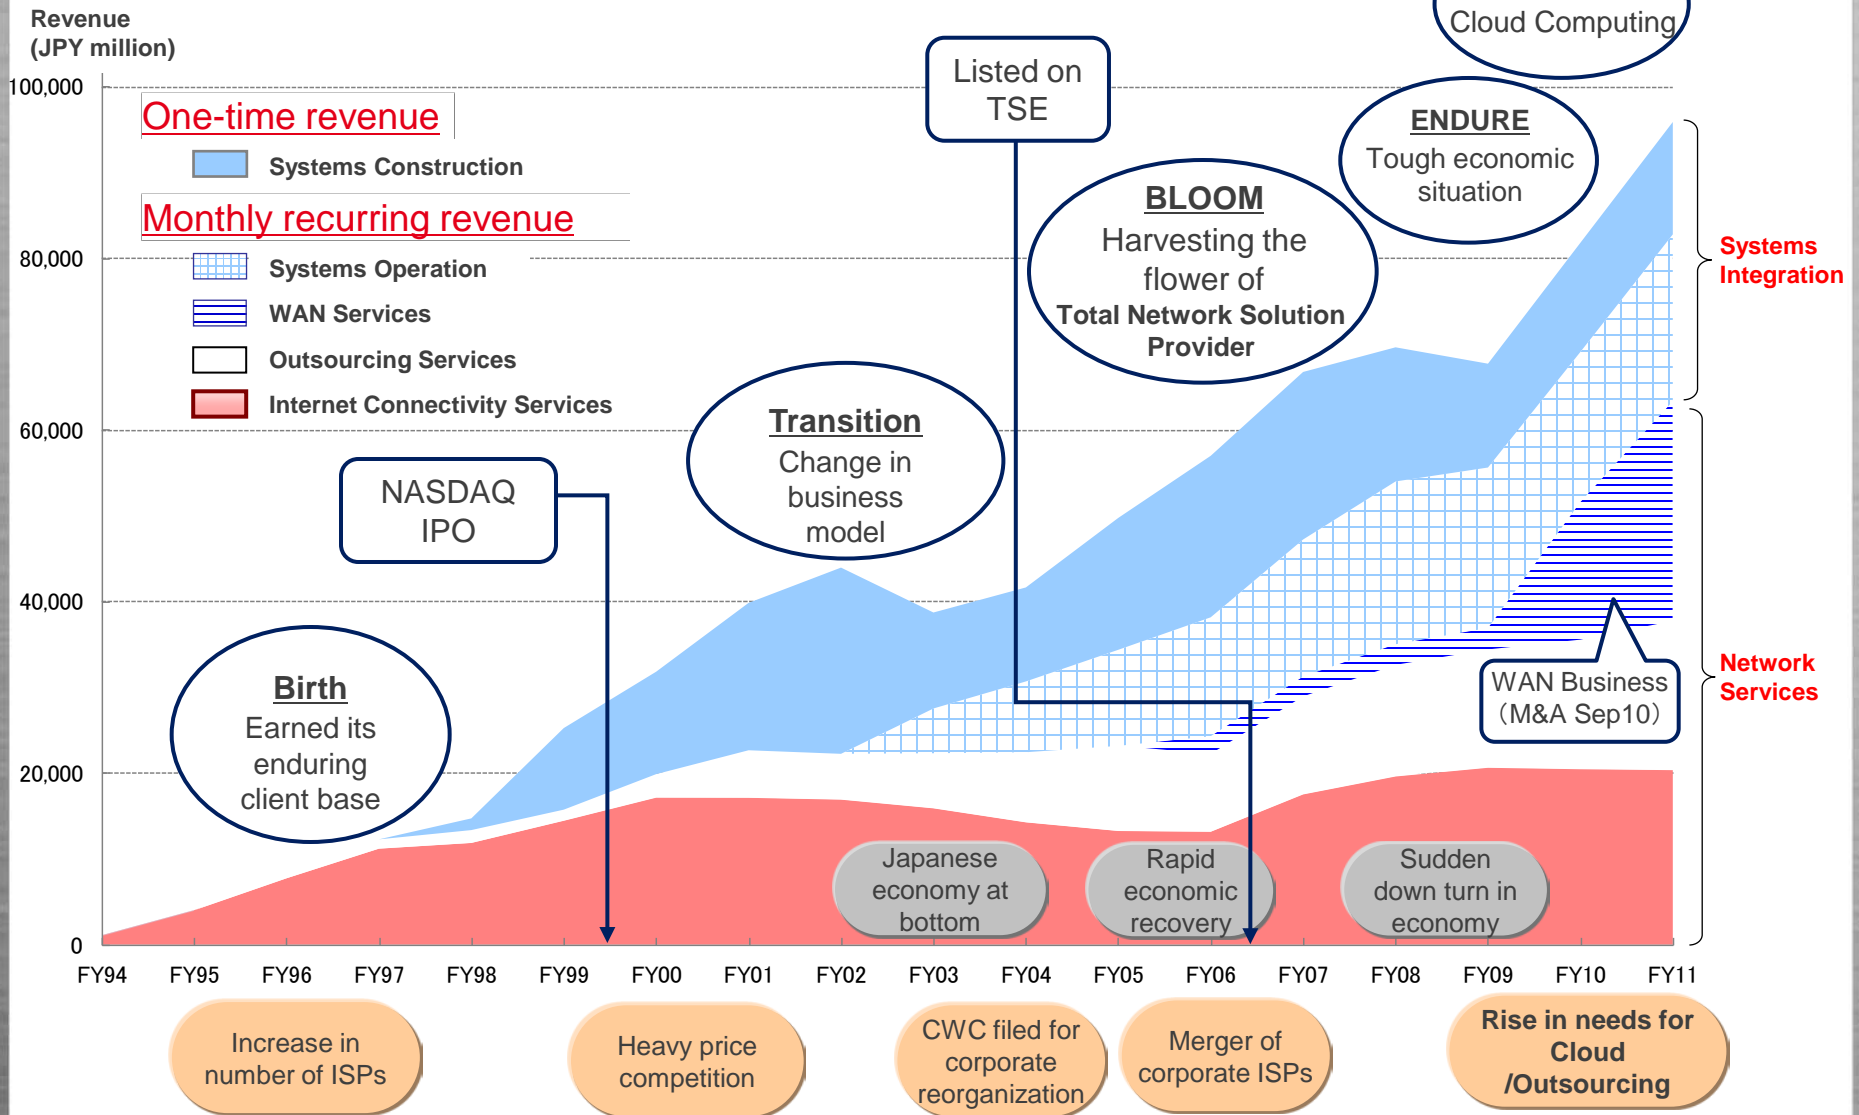 Revenue
(JPY million)
Cloud Computing
100,000
80,000
60,000
40,000
20,000
0
One-time revenue
Systems Construction
Monthly recurring revenue
Systems Operation
WAN Services
Outsourcing Services
Internet Connectivity Services
Listed on
TSE
ENDURE
Tough economic
situation
BLOOM
Harvesting the
flower of
Total Network Solution
Provider
Systems
Integration
Transition
Change in
business
model
NASDAQ
IPO
Birth
Earned its
enduring
client base
WAN Business
（M&A Sep10）
Network
Services
Japanese
economy at
bottom
Rapid
economic
recovery
Sudden
down turn in
economy
FY94 FY95 FY96 FY97 FY98 FY99 FY00 FY01 FY02 FY03 FY04 FY05 FY06 FY07 FY08 FY09 FY10 FY11
Increase in
number of ISPs
Heavy price
competition
CWC filed for
corporate
reorganization
Merger of
corporate ISPs
Rise in needs for
Cloud
/Outsourcing